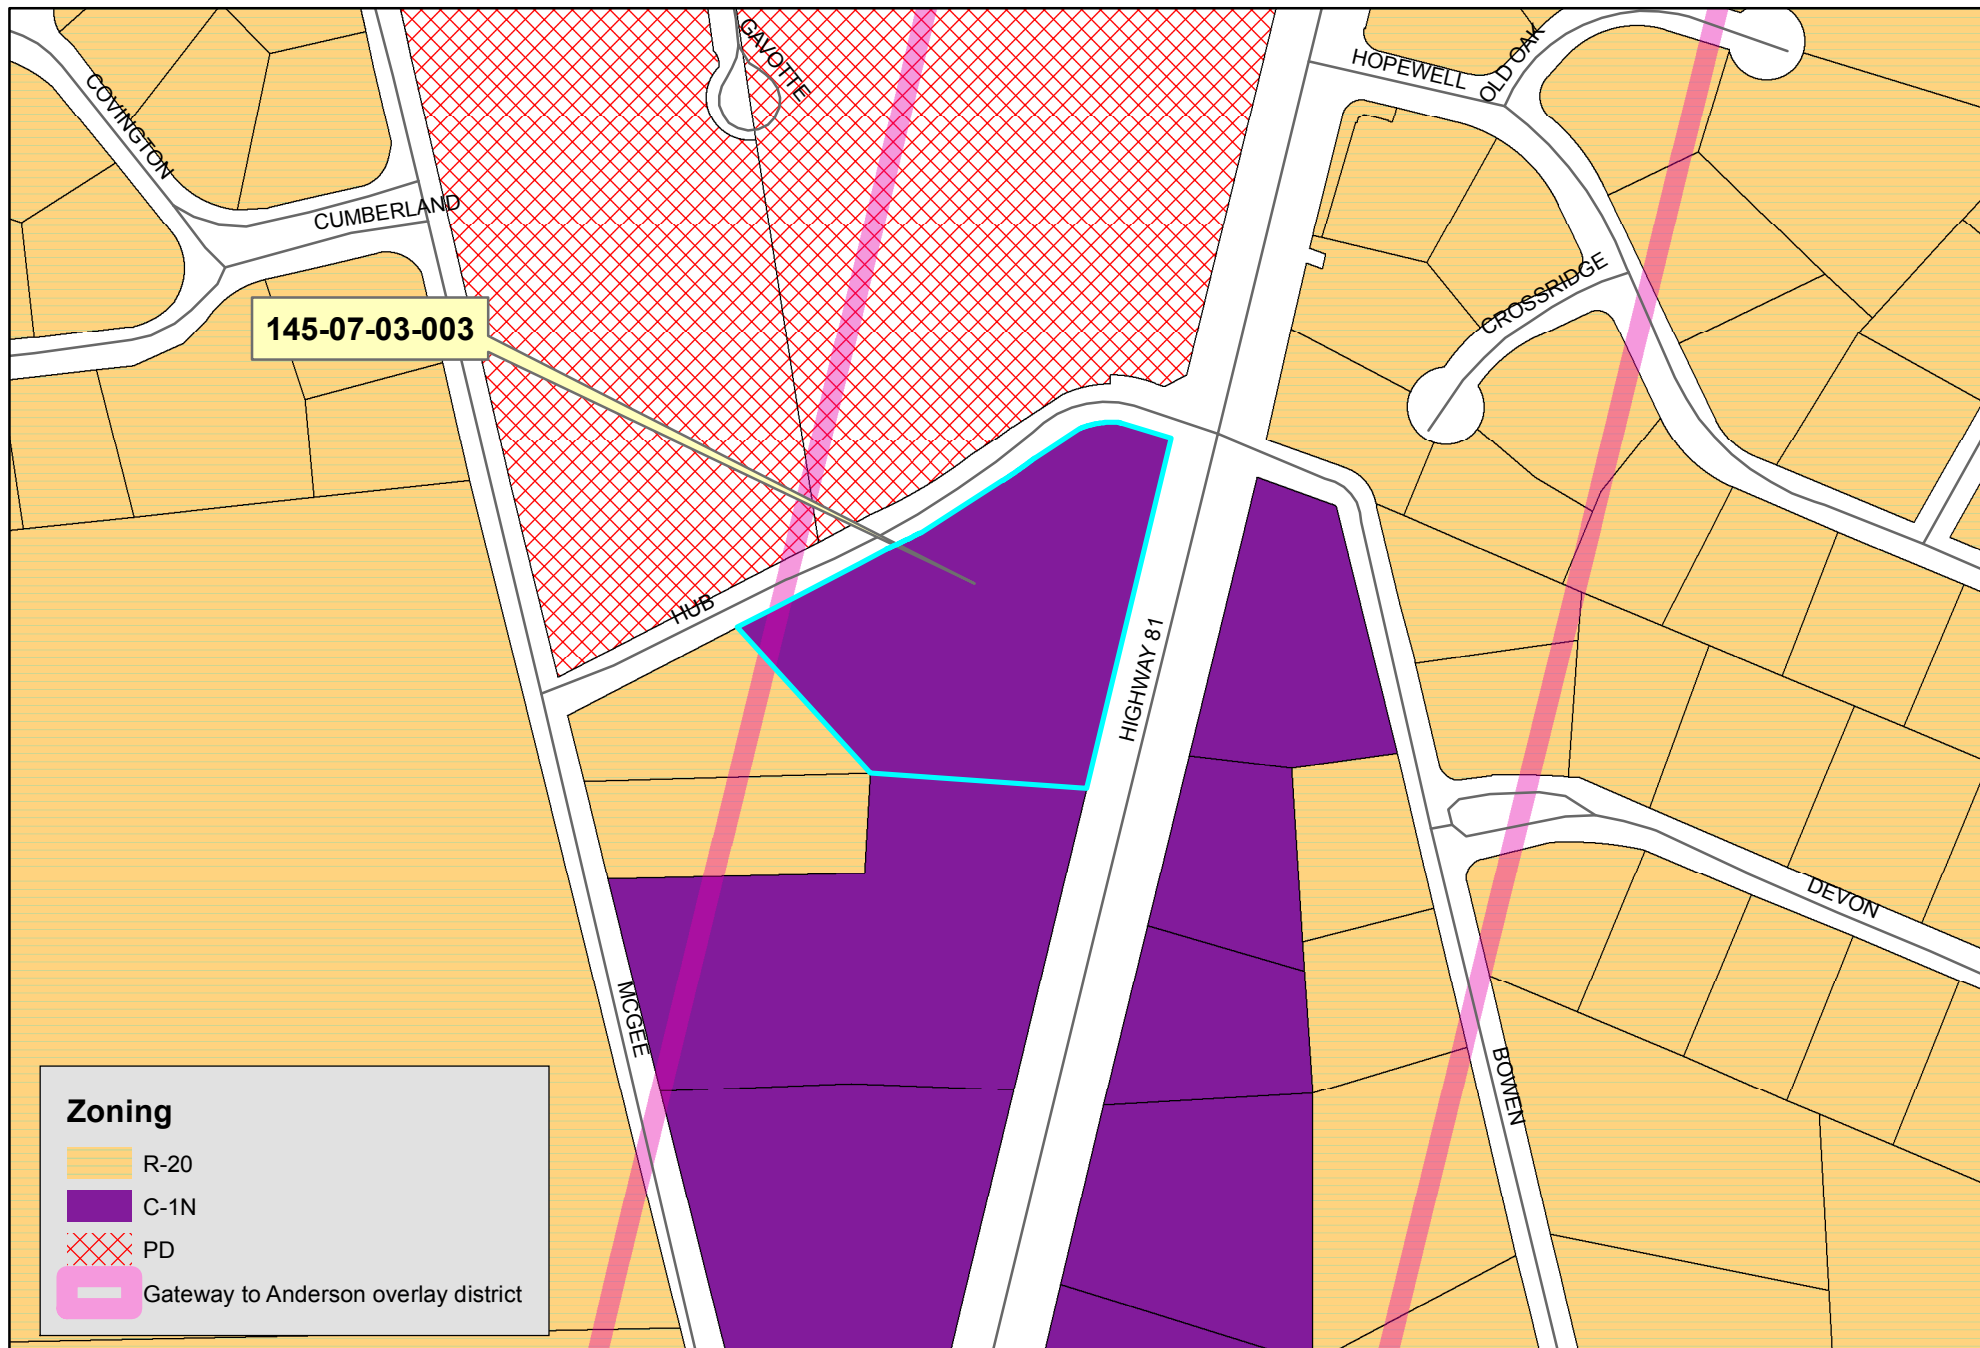 GAVOTTE
HOPEWELL
OLD OAK
COVINGTON
CUMBERLAND
CROSSRIDGE
145-07-03-003
HUB
HIGHWAY 81
DEVON
MCGEE
BOWEN
Zoning
R-20
C-1N
PD
Gateway to Anderson overlay district